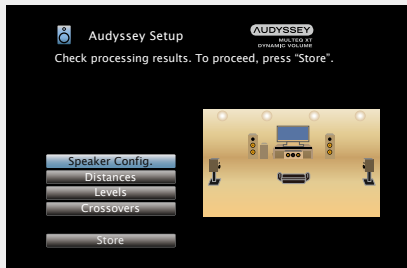 Audyssey Setup
AUDYSSEY
MULTEQ XT
DYNAMIC VOLUME
Check processing results. To proceed, press “Store”.
Speaker Config.
Distances
Levels
Crossovers
Store